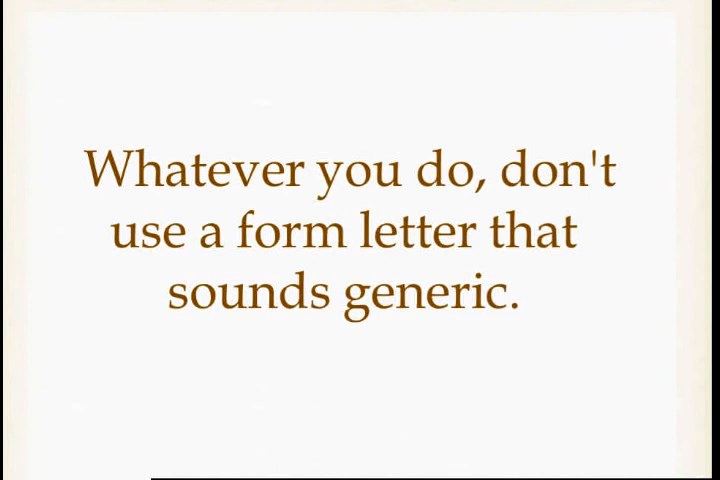 Whatever you do, don't
use a form letter that
sounds generic.